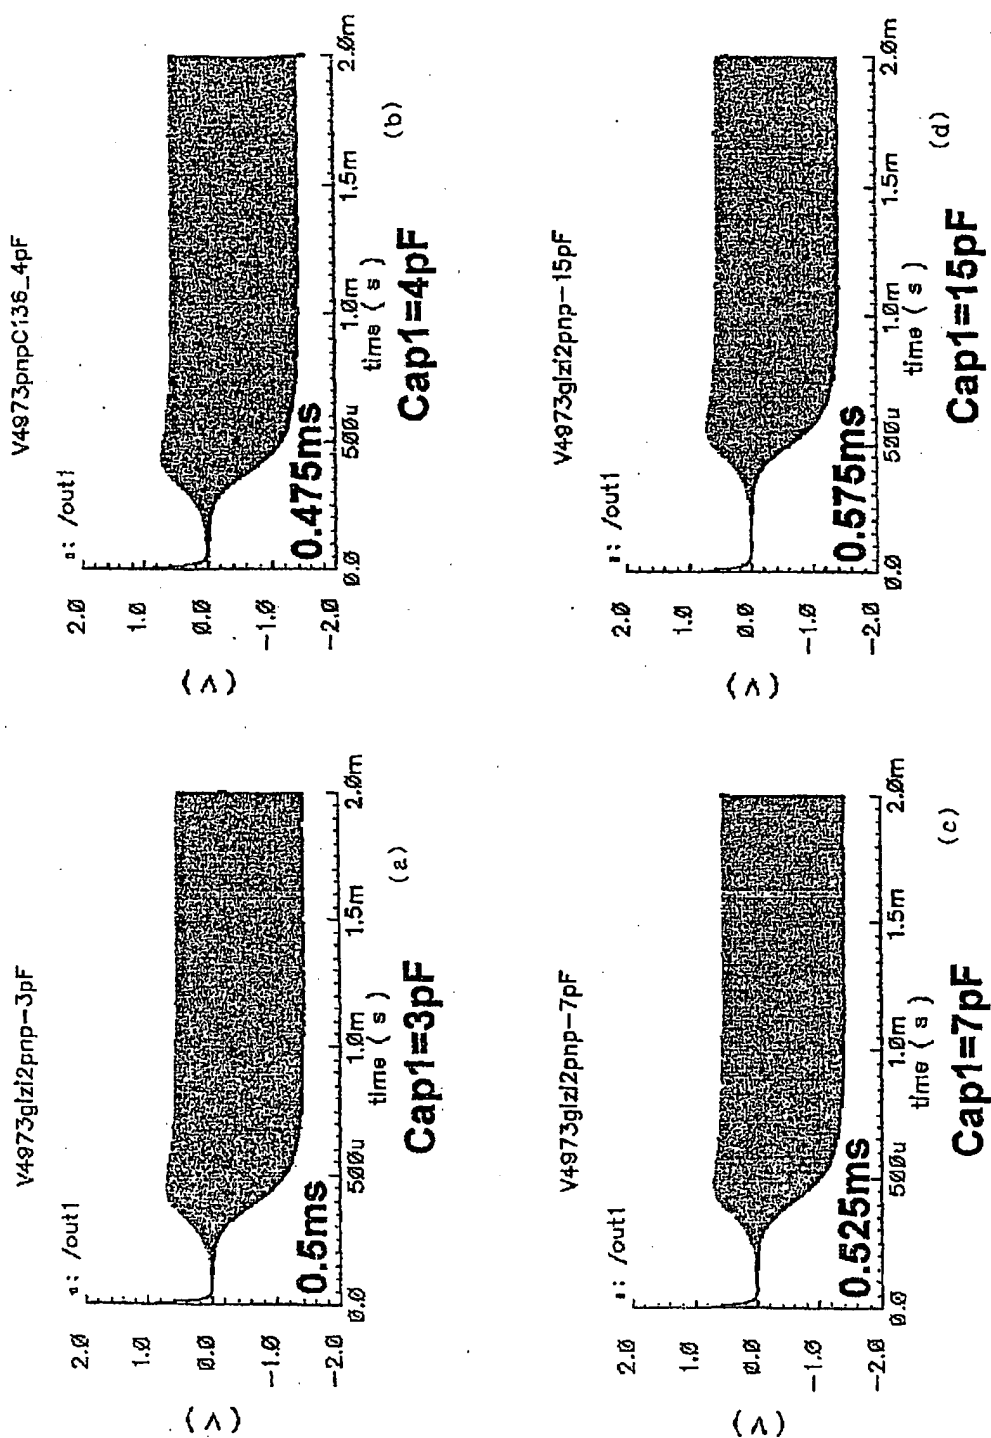 V4973glzi2pnp-3pF
: /out1
2.0
1.0
0.0
-1.0
-2.0
(V)
0.5ms
0.0
500u
1.0m
1.5m
2.0m
time ( s )
(a)
Cap1=3pF
V4973pnpC136_4pF
: /out1
2.0
1.0
0.0
-1.0
-2.0
(V)
0.475ms
0.0
500u
1.0m
1.5m
2.0m
time ( s )
(b)
Cap1=4pF
V4973glzi2pnp-7pF
: /out1
2.0
1.0
0.0
-1.0
-2.0
(V)
0.525ms
0.0
500u
1.0m
1.5m
2.0m
time ( s )
(c)
Cap1=7pF
V4973glzi2pnp-15pF
: /out1
2.0
1.0
0.0
-1.0
-2.0
(V)
0.575ms
0.0
500u
1.0m
1.5m
2.0m
time ( s )
(d)
Cap1=15pF